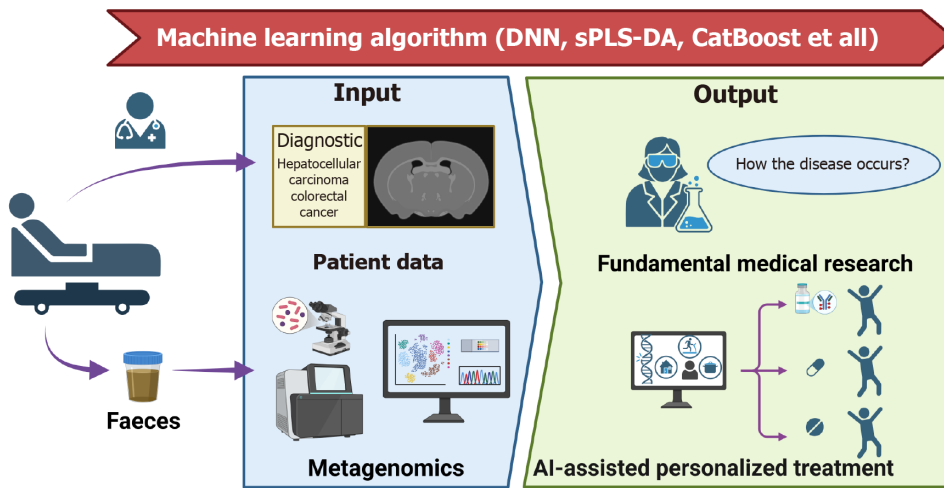 Machine learning algorithm (DNN, sPLS-DA, CatBoost et all)
Input
Output
Diagnostic
Hepatocellular
carcinoma
colorectal
cancer
How the disease occurs?
Patient data
Fundamental medical research
Faeces
Metagenomics
AI-assisted personalized treatment